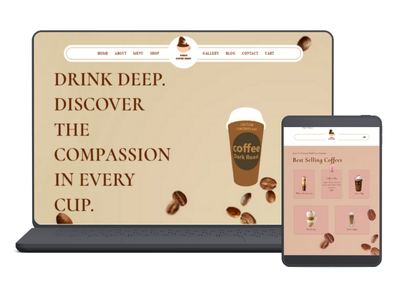 HOME ABOUT MENU SHOP GALLERY BLOG CONTACT CART
DRINK DEEP.
DISCOVER
THE
COMPASSION
IN EVERY
CUP.
coffee
Dark Roast
Best Selling Coffees